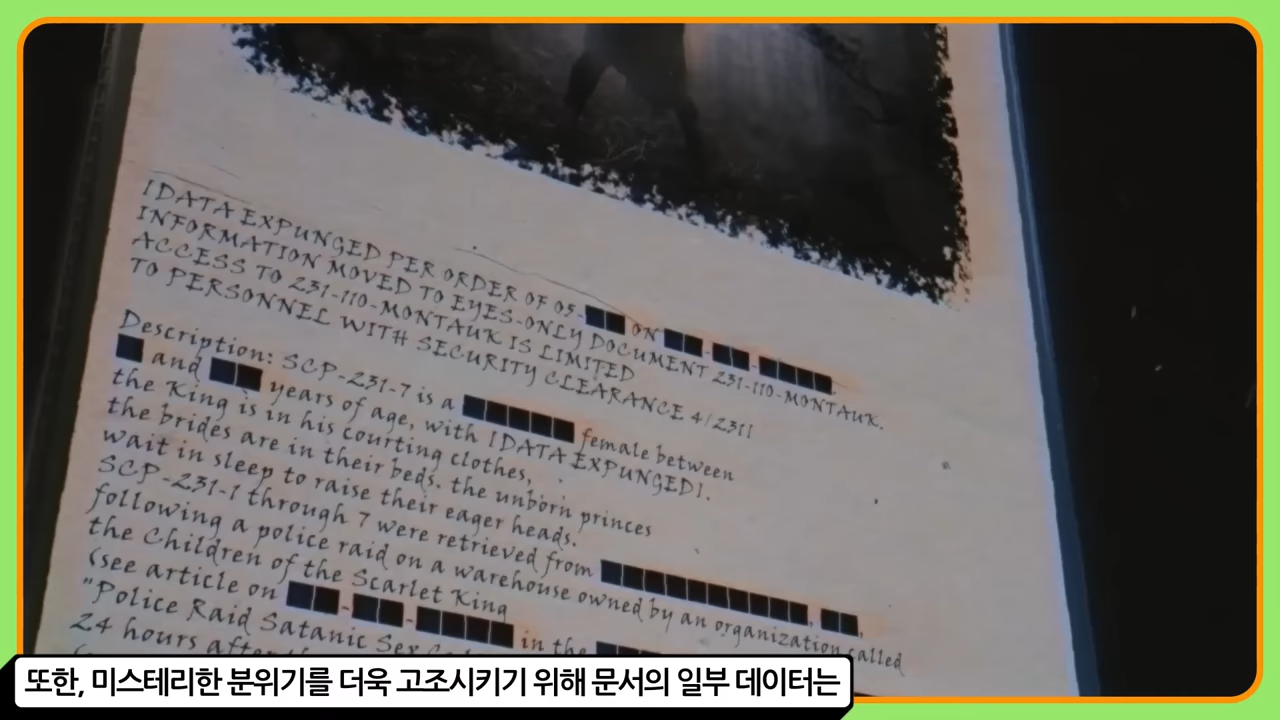 [DATA EXPUNGED PER ORDER OF O5-██ ON ██-██-████.
INFORMATION MOVED TO EYES-ONLY DOCUMENT 231-110-MONTAUK.
ACCESS TO 231-110-MONTAUK IS LIMITED
TO PERSONNEL WITH SECURITY CLEARANCE 4/231]
Description: SCP-231-7 is a █████ female between
█ and ██ years of age, with [DATA EXPUNGED].
the King is in his courting clothes,
the brides are in their beds. the unborn princes
wait in sleep to raise their eager heads.
SCP-231-1 through 7 were retrieved from ██████████, ██,
following a police raid on a warehouse owned by an organization called
the Children of the Scarlet King
(see article on ██-██-████ in the
"Police Raid Satanic Sex
24 hours after
또한, 미스테리한 분위기를 더욱 고조시키기 위해 문서의 일부 데이터는